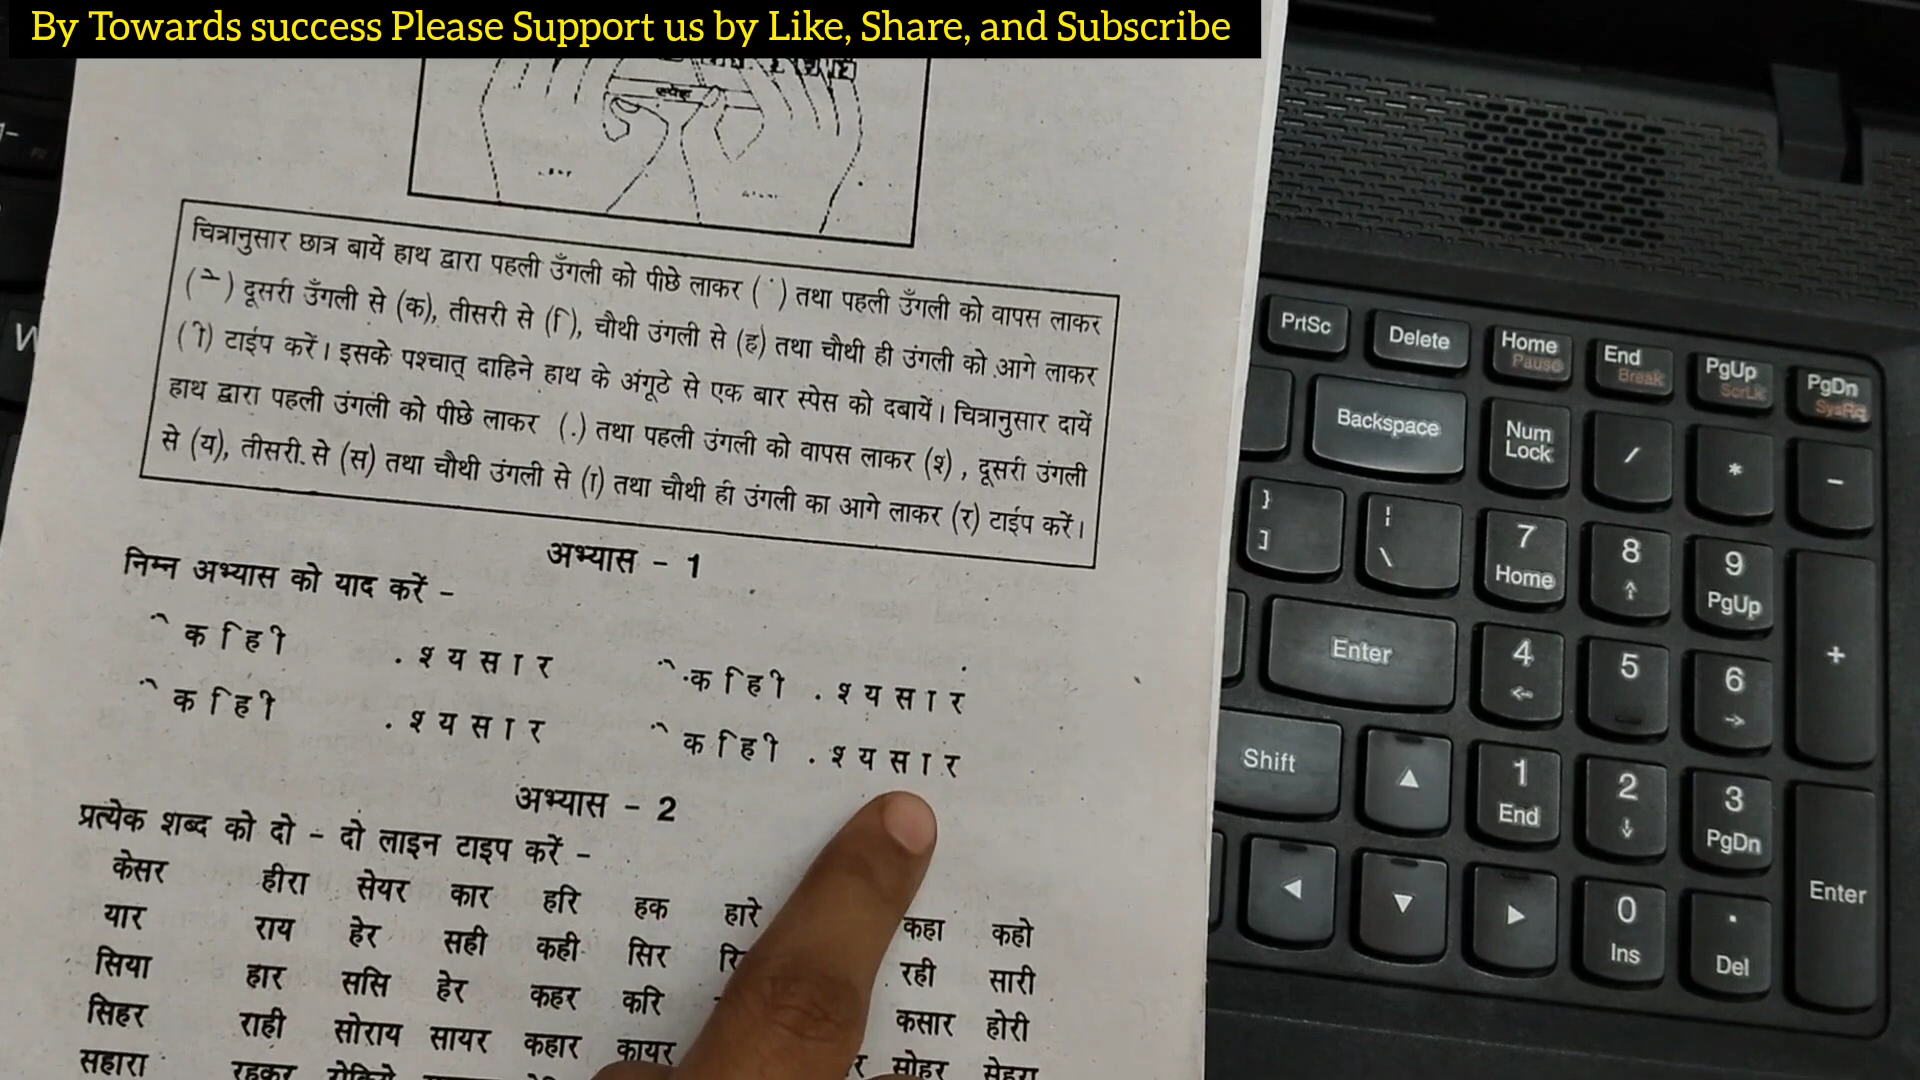 By Towards success Please Support us by Like, Share, and Subscribe
स्पेस
चित्रानुसार छात्र बायें हाथ द्वारा पहली उँगली को पीछे लाकर ( ं ) तथा पहली उँगली को वापस लाकर
( े ) दूसरी उँगली से (क), तीसरी से (ि), चौथी उंगली से (ह) तथा चौथी ही उंगली को आगे लाकर
(ी) टाईप करें। इसके पश्चात् दाहिने हाथ के अंगूठे से एक बार स्पेस को दबायें। चित्रानुसार दायें
हाथ द्वारा पहली उंगली को पीछे लाकर (.) तथा पहली उंगली को वापस लाकर (श्) , दूसरी उंगली
से (य), तीसरी से (स) तथा चौथी उंगली से (ा) तथा चौथी ही उंगली का आगे लाकर (र) टाईप करें।
अभ्यास - 1
निम्न अभ्यास को याद करें -
ं े क ि ह ी . श् य स ा र ं े क ि ह ी . श् य स ा र
ं े क ि ह ी . श् य स ा र ं े क ि ह ी . श् य स ा र
अभ्यास - 2
प्रत्येक शब्द को दो - दो लाइन टाइप करें -
केसर हीरा सेयर कार हरि हक हारे कहा कहो
यार राय हेर सही कही सिर रही सारी
सिया हार ससि हेर कहर करि कसार होरी
सिहर राही सोराय सायर कहार कायर सोहर सेहरा
सहारा रहकर
PrtSc Delete Home Pause End Break PgUp ScrLk PgDn SysRq
Backspace Num Lock / * -
} ] ¦ \ 7 Home 8 9 PgUp +
Enter 4 5 6
Shift 1 End 2 3 PgDn Enter
0 Ins . Del
W